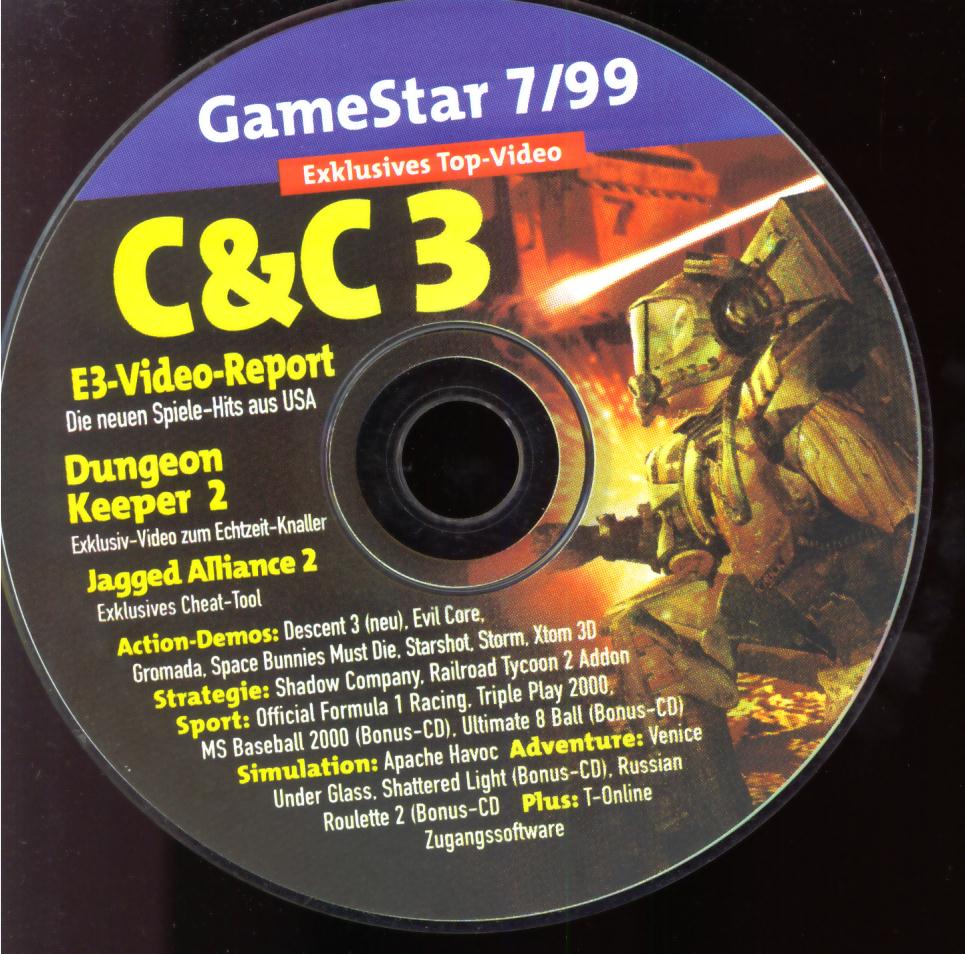 GameStar 7/99
Exklusives Top-Video
C&C 3
7
E3-Video-Report
Die neuen Spiele-Hits aus USA
Dungeon
Keeper 2
Exklusiv-Video zum Echtzeit-Knaller
Jagged Alliance 2
Exklusives Cheat-Tool
Action-Demos: Descent 3 (neu), Evil Core,
Gromada, Space Bunnies Must Die, Starshot, Storm, Xtom 3D
Strategie: Shadow Company, Railroad Tycoon 2 Addon
Sport: Official Formula 1 Racing, Triple Play 2000,
MS Baseball 2000 (Bonus-CD), Ultimate 8 Ball (Bonus-CD)
Simulation: Apache Havoc Adventure: Venice
Under Glass, Shattered Light (Bonus-CD), Russian
Roulette 2 (Bonus-CD Plus: T-Online
Zugangssoftware